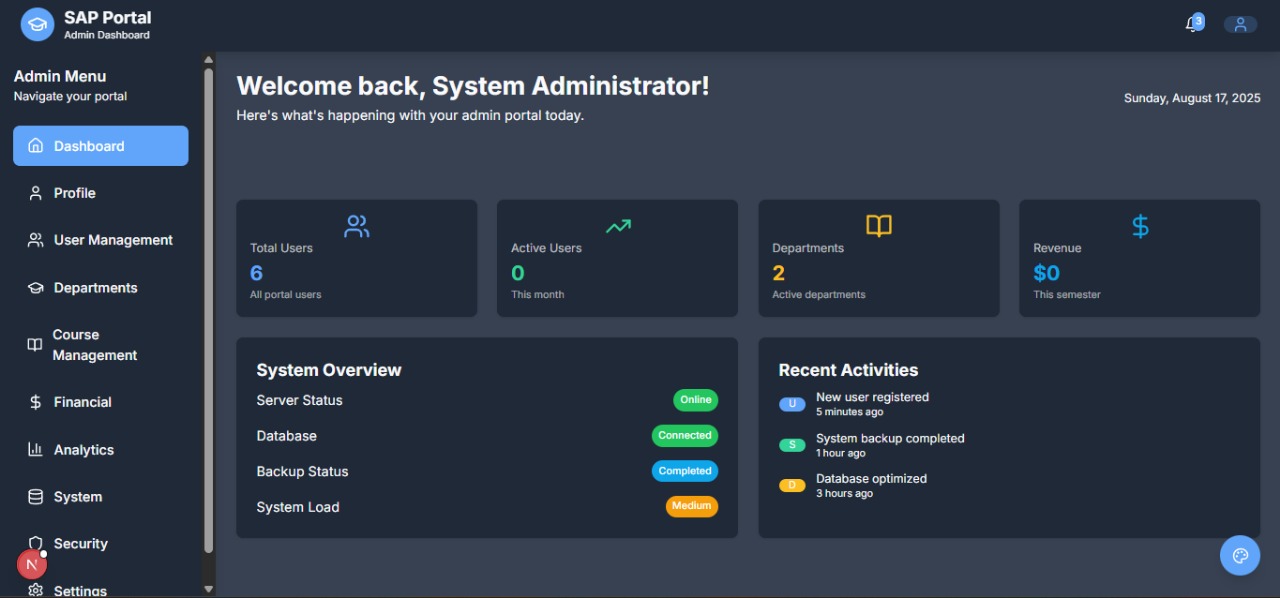 SAP Portal
Admin Dashboard
3
Admin Menu
Navigate your portal
Dashboard
Profile
User Management
Departments
Course
Management
Financial
Analytics
System
Security
N
Settings
Welcome back, System Administrator!
Here's what's happening with your admin portal today.
Sunday, August 17, 2025
Total Users
6
All portal users
Active Users
0
This month
Departments
2
Active departments
$
Revenue
$0
This semester
System Overview
Server Status
Online
Database
Connected
Backup Status
Completed
System Load
Medium
Recent Activities
U
New user registered
5 minutes ago
S
System backup completed
1 hour ago
D
Database optimized
3 hours ago